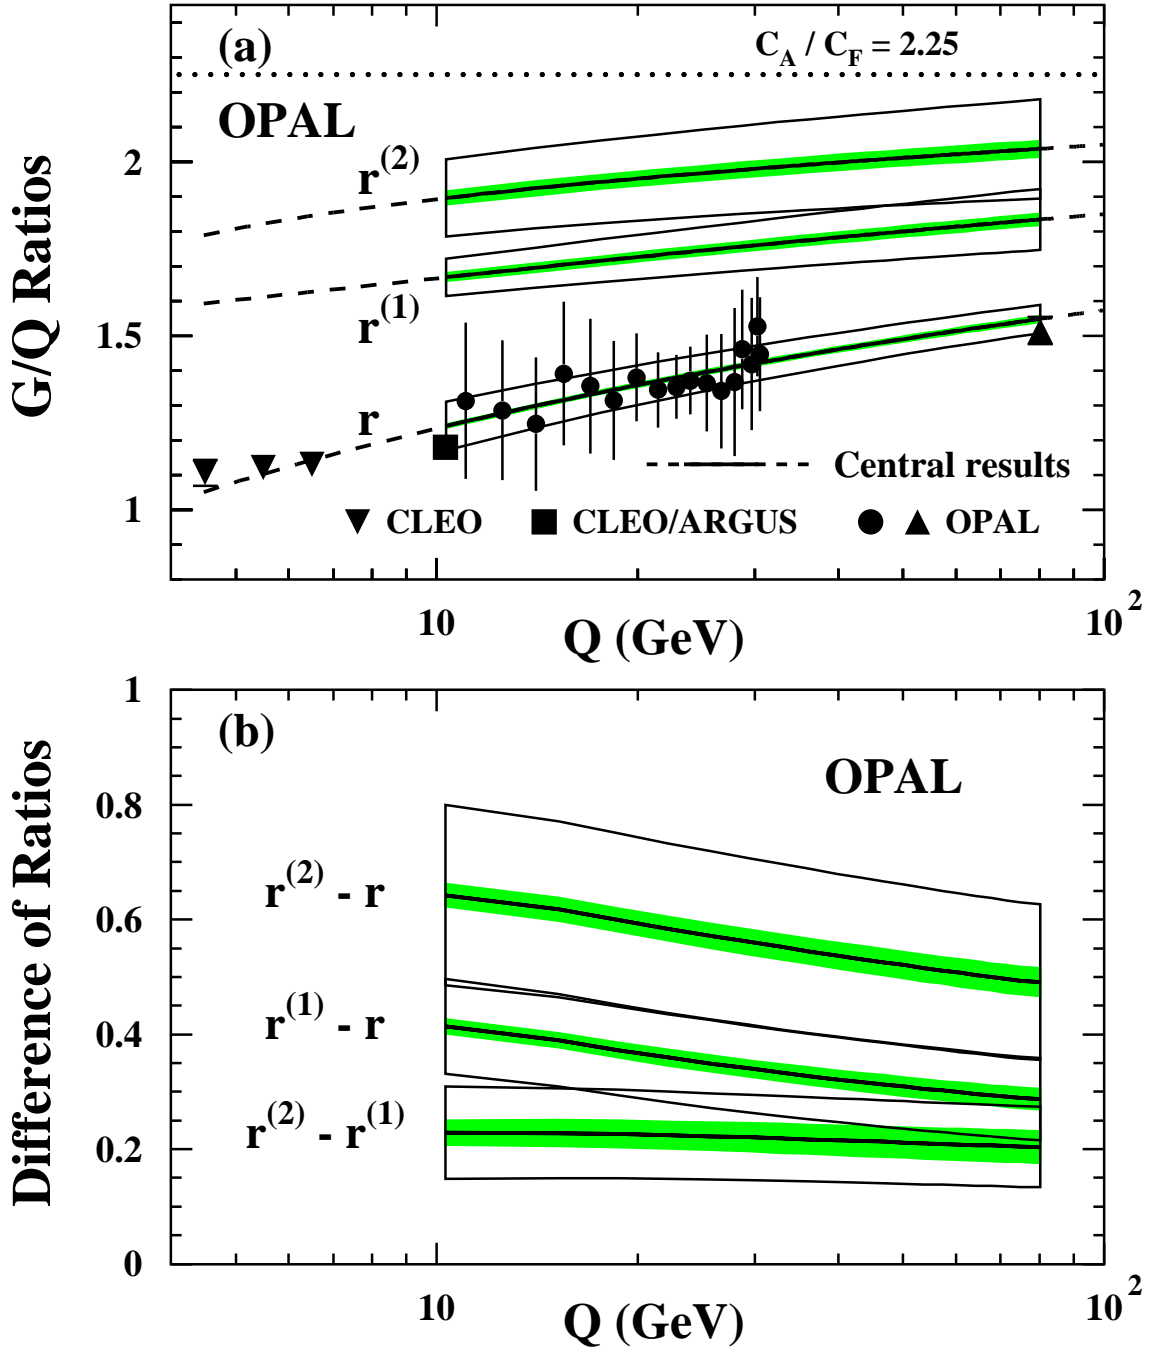 (a)
C_A / C_F = 2.25
OPAL
r^(2)
r^(1)
r
2
1.5
1
G/Q Ratios
Central results
CLEO
CLEO/ARGUS
OPAL
10
10^2
Q (GeV)
(b)
OPAL
1
0.8
0.6
0.4
0.2
0
Difference of Ratios
r^(2) - r
r^(1) - r
r^(2) - r^(1)
10
10^2
Q (GeV)